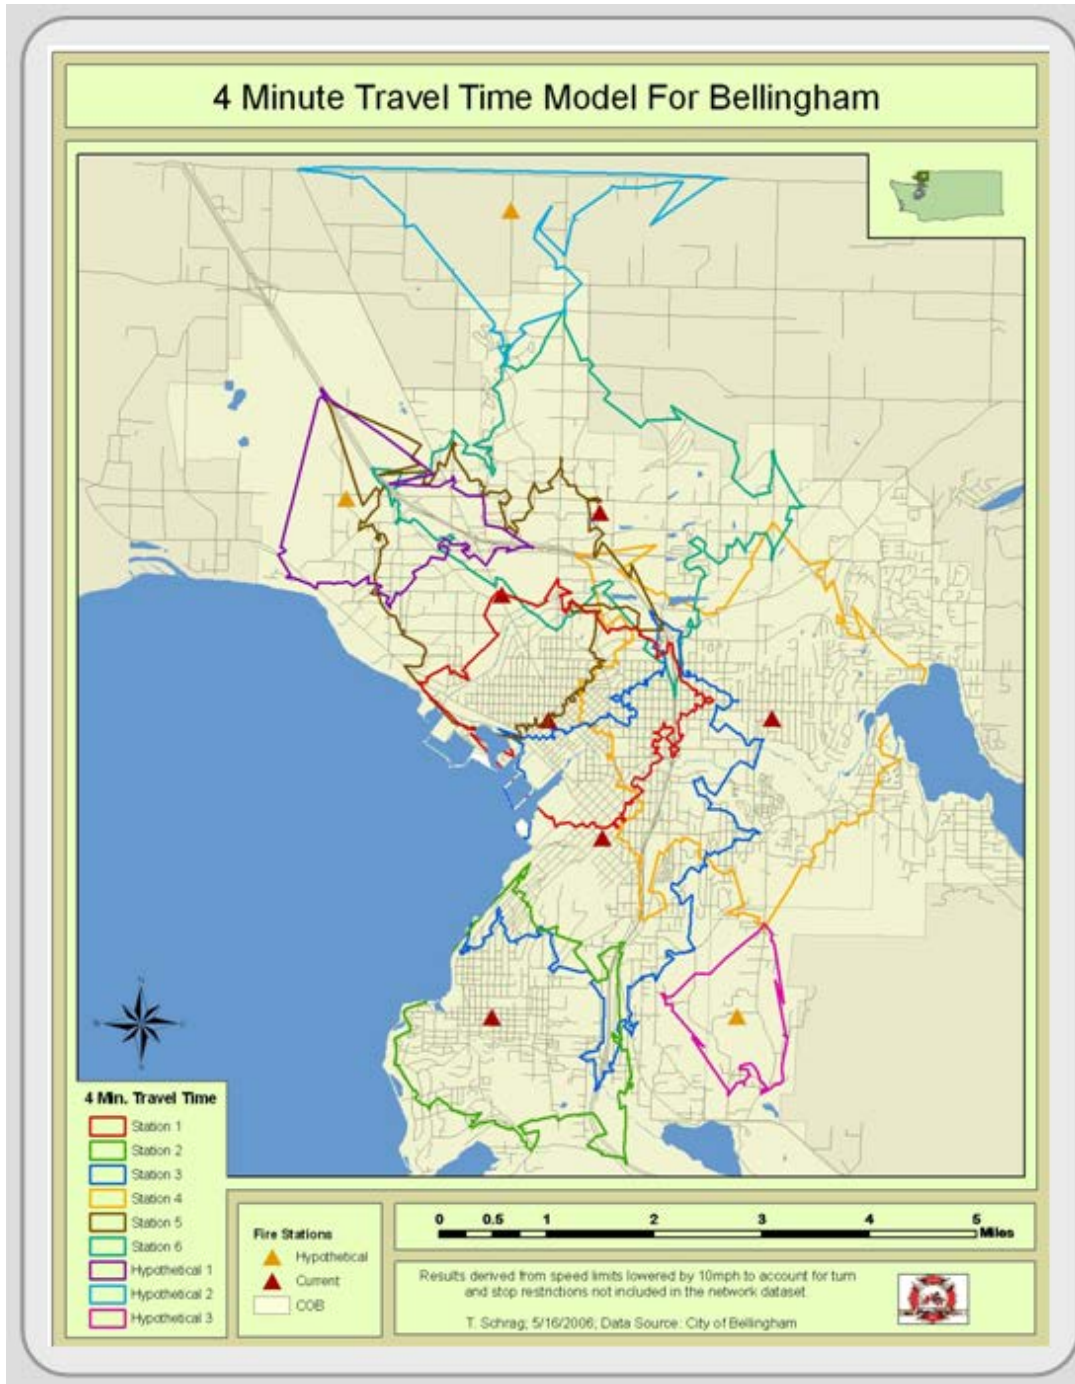 4 Minute Travel Time Model For Bellingham
N
4 Min. Travel Time
Station 1
Station 2
Station 3
Station 4
Station 5
Station 6
Hypothetical 1
Hypothetical 2
Hypothetical 3
Fire Stations
Hypothetical
Current
COB
0 0.5 1 2 3 4 5
Miles
Results derived from speed limits lowered by 10mph to account for turn
and stop restrictions not included in the network dataset.
T. Schrag; 5/16/2006; Data Source: City of Bellingham